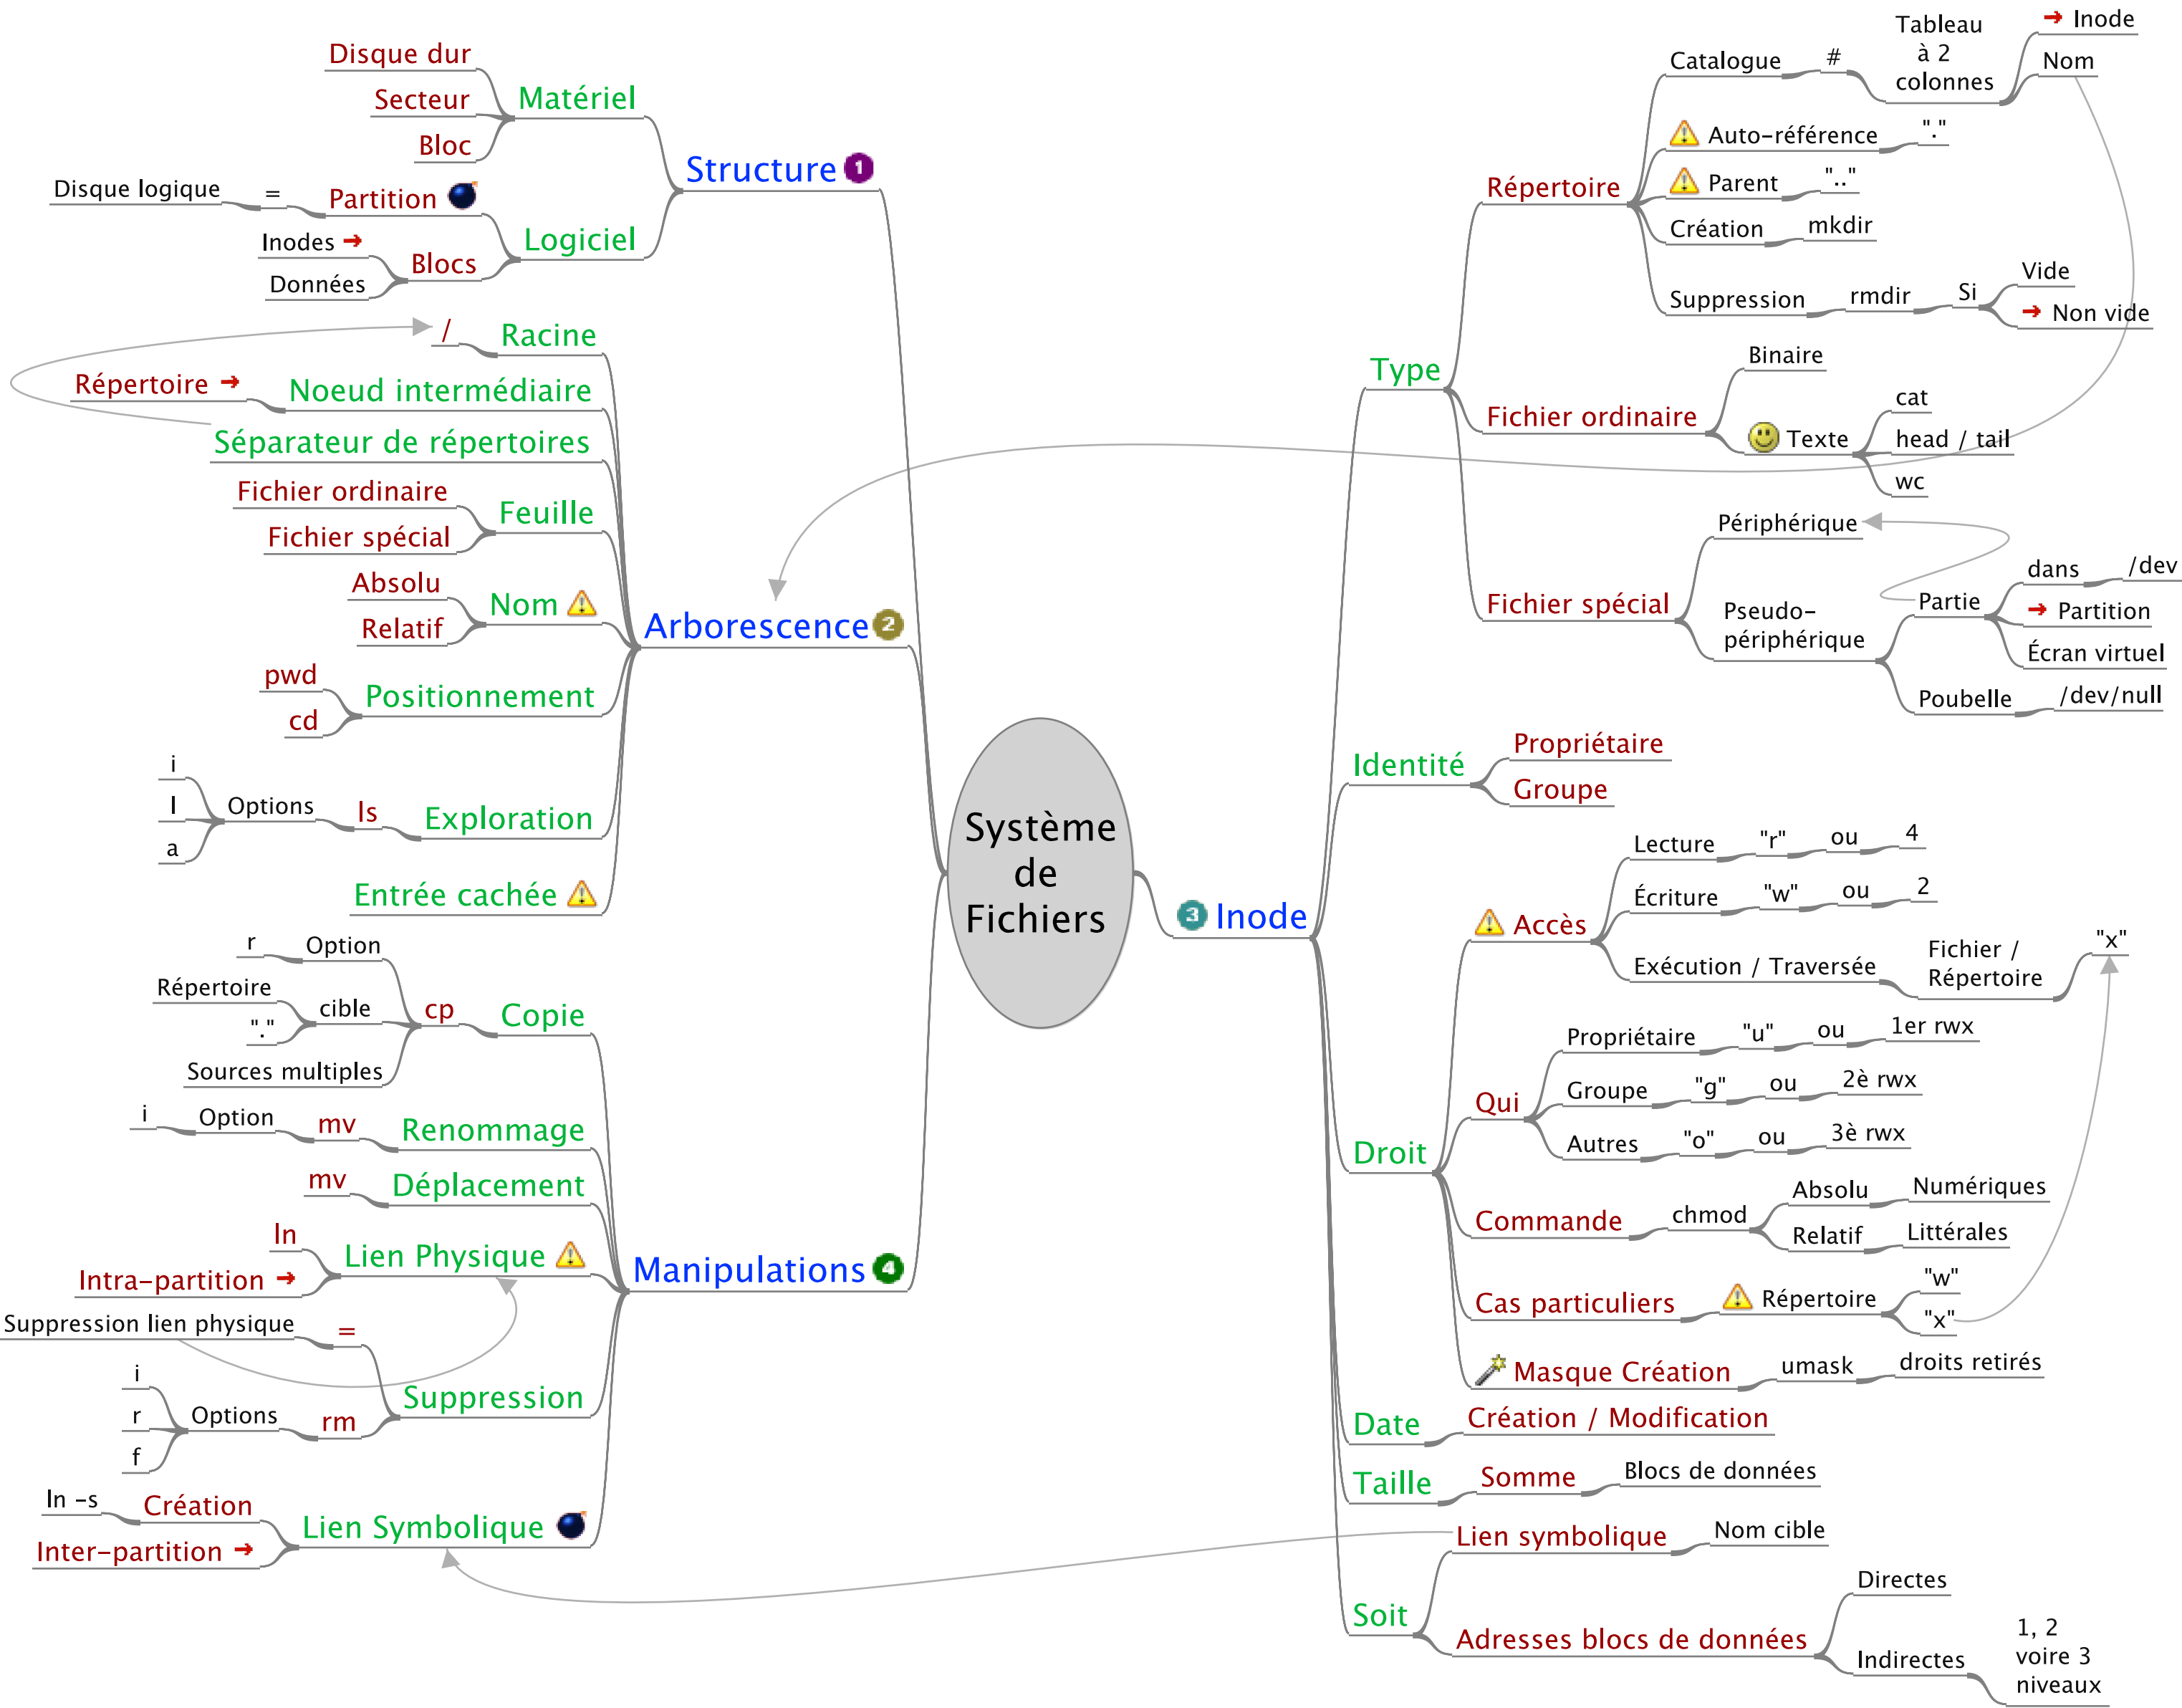 Système
de
Fichiers
Structure 1
Matériel
Disque dur
Secteur
Bloc
Logiciel
Partition
=
Disque logique
Blocs
Inodes
Données
Arborescence 2
Racine
/
Noeud intermédiaire
Répertoire
Séparateur de répertoires
Feuille
Fichier ordinaire
Fichier spécial
Nom
Absolu
Relatif
Positionnement
pwd
cd
Exploration
ls
Options
i
l
a
Entrée cachée
3 Inode
Type
Répertoire
Catalogue
#
Tableau
à 2
colonnes
Inode
Nom
Auto-référence
"."
Parent
".."
Création
mkdir
Suppression
rmdir
Si
Vide
Non vide
Fichier ordinaire
Binaire
Texte
cat
head / tail
wc
Fichier spécial
Périphérique
Pseudo-
périphérique
Partie
dans
/dev
Partition
Écran virtuel
Poubelle
/dev/null
Identité
Propriétaire
Groupe
Droit
Accès
Lecture
"r"
ou
4
Écriture
"w"
ou
2
Exécution / Traversée
Fichier /
Répertoire
"x"
Qui
Propriétaire
"u"
ou
1er rwx
Groupe
"g"
ou
2è rwx
Autres
"o"
ou
3è rwx
Commande
chmod
Absolu
Numériques
Relatif
Littérales
Cas particuliers
Répertoire
"w"
"x"
Masque Création
umask
droits retirés
Date
Création / Modification
Taille
Somme
Blocs de données
Soit
Lien symbolique
Nom cible
Adresses blocs de données
Directes
Indirectes
1, 2
voire 3
niveaux
Manipulations 4
Copie
cp
Option
r
cible
Répertoire
"."
Sources multiples
Renommage
mv
Option
i
Déplacement
mv
Lien Physique
ln
Intra-partition
Suppression
=
Suppression lien physique
rm
Options
i
r
f
Lien Symbolique
Création
ln -s
Inter-partition